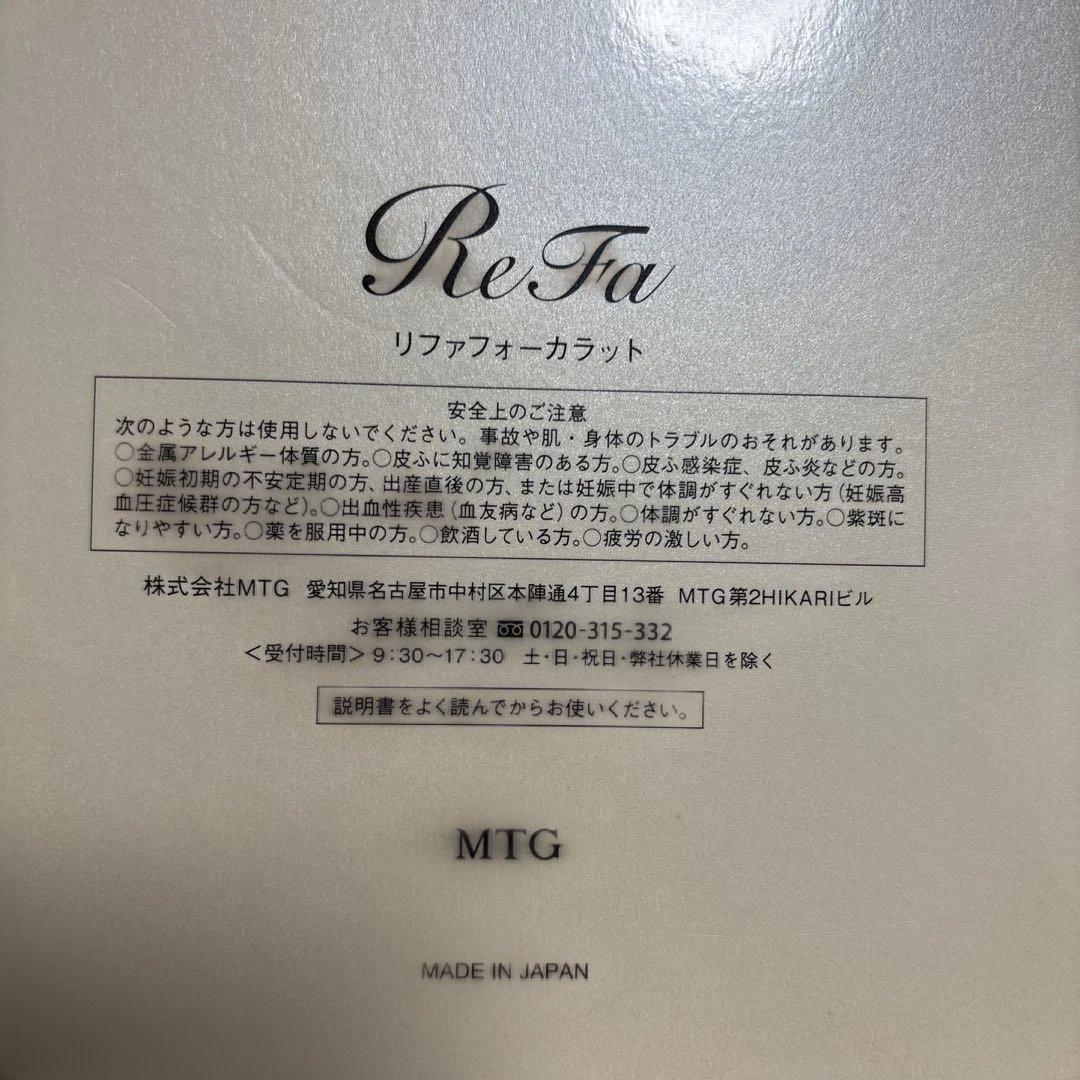 ReFa
リファフォーカラット
安全上のご注意
次のような方は使用しないでください。事故や肌・身体のトラブルのおそれがあります。
○金属アレルギー体質の方。○皮ふに知覚障害のある方。○皮ふ感染症、皮ふ炎などの方。
○妊娠初期の不安定期の方、出産直後の方、または妊娠中で体調がすぐれない方(妊娠高
血圧症候群の方など)。○出血性疾患(血友病など)の方。○体調がすぐれない方。○紫斑に
なりやすい方。○薬を服用中の方。○飲酒している方。○疲労の激しい方。
株式会社MTG 愛知県名古屋市中村区本陣通4丁目13番 MTG第2HIKARIビル
お客様相談室 0120-315-332
<受付時間>9:30～17:30 土・日・祝日・弊社休業日を除く
説明書をよく読んでからお使いください。
MTG
MADE IN JAPAN